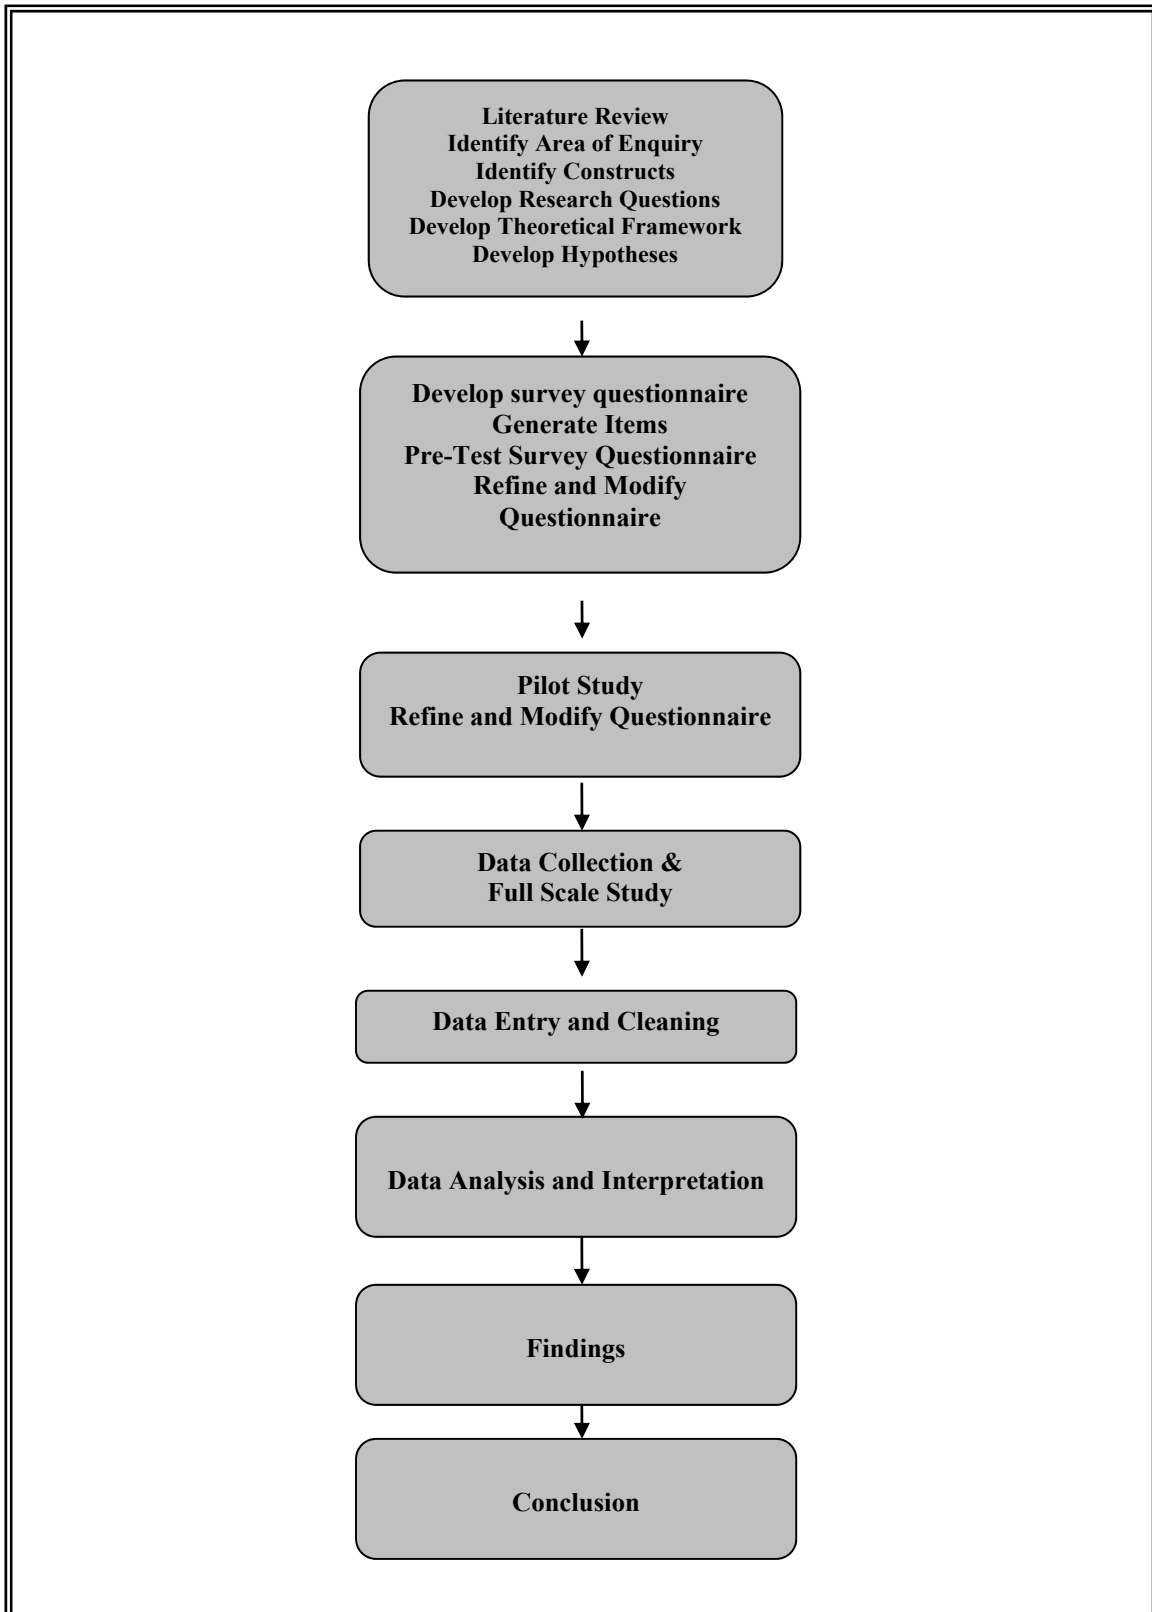 Literature Review
Identify Area of Enquiry
Identify Constructs
Develop Research Questions
Develop Theoretical Framework
Develop Hypotheses
Develop survey questionnaire
Generate Items
Pre-Test Survey Questionnaire
Refine and Modify
Questionnaire
Pilot Study
Refine and Modify Questionnaire
Data Collection &
Full Scale Study
Data Entry and Cleaning
Data Analysis and Interpretation
Findings
Conclusion